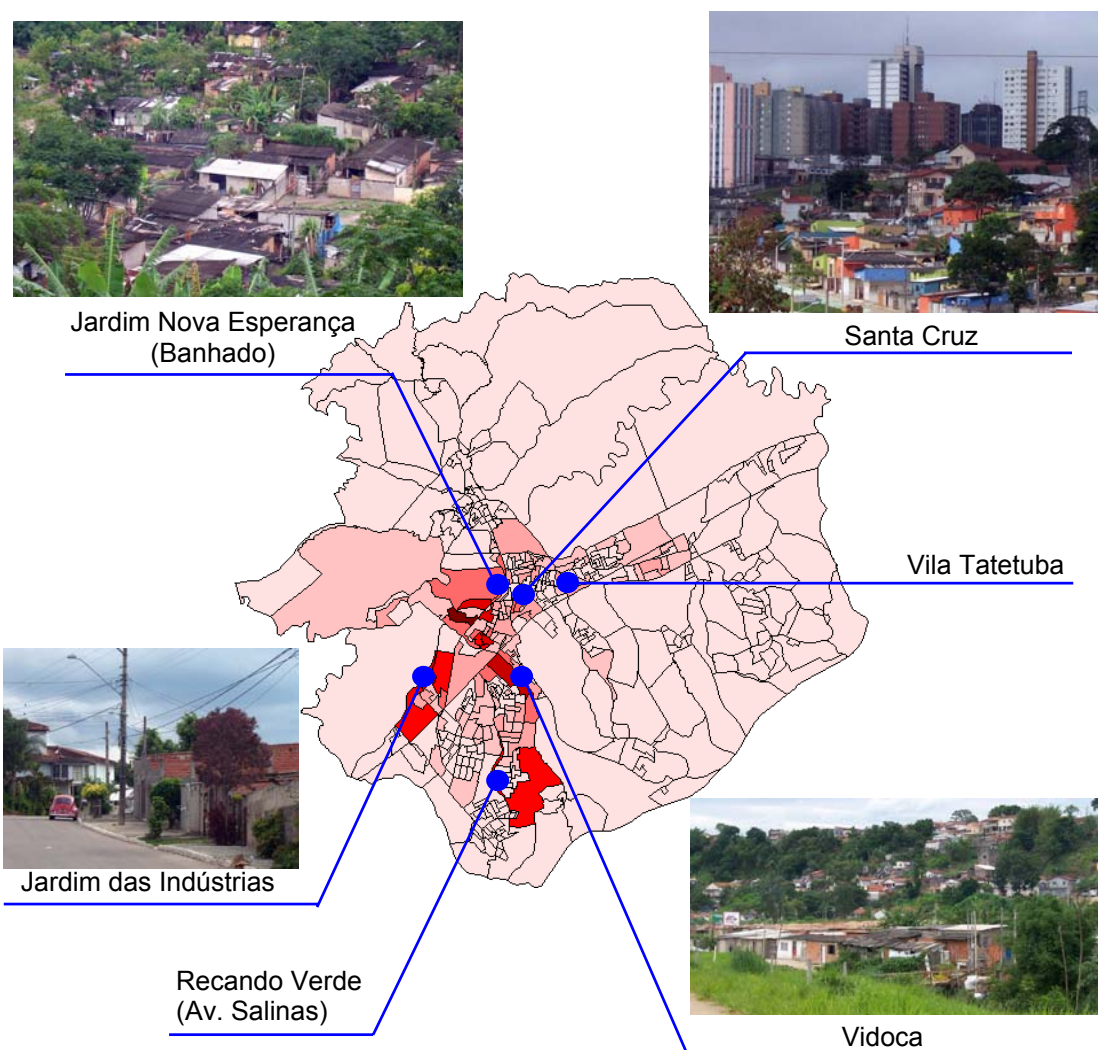 Jardim Nova Esperança
(Banhado)
Santa Cruz
Vila Tatetuba
Jardim das Indústrias
Recando Verde
(Av. Salinas)
Vidoca